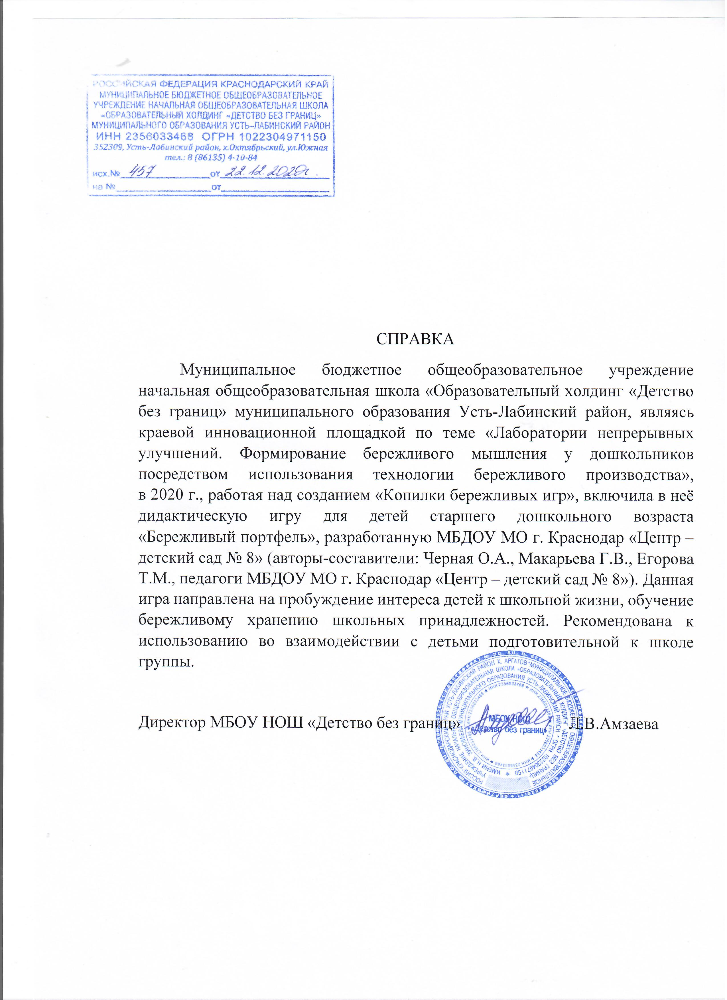 РОССИЙСКАЯ ФЕДЕРАЦИЯ КРАСНОДАРСКИЙ КРАЙ
МУНИЦИПАЛЬНОЕ БЮДЖЕТНОЕ ОБЩЕОБРАЗОВАТЕЛЬНОЕ
УЧРЕЖДЕНИЕ НАЧАЛЬНАЯ ОБЩЕОБРАЗОВАТЕЛЬНАЯ ШКОЛА
«ОБРАЗОВАТЕЛЬНЫЙ ХОЛДИНГ «ДЕТСТВО БЕЗ ГРАНИЦ»
МУНИЦИПАЛЬНОГО ОБРАЗОВАНИЯ УСТЬ–ЛАБИНСКИЙ РАЙОН
ИНН 2356033468 ОГРН 1022304971150
352309, Усть-Лабинский район, х.Октябрьский, ул.Южная
тел.: 8 (86135) 4-10-84
исх.№ 457 от 22.12.2020г.
на № от
СПРАВКА
Муниципальное бюджетное общеобразовательное учреждение
начальная общеобразовательная школа «Образовательный холдинг «Детство
без границ» муниципального образования Усть-Лабинский район, являясь
краевой инновационной площадкой по теме «Лаборатории непрерывных
улучшений. Формирование бережливого мышления у дошкольников
посредством использования технологии бережливого производства»,
в 2020 г., работая над созданием «Копилки бережливых игр», включила в неё
дидактическую игру для детей старшего дошкольного возраста
«Бережливый портфель», разработанную МБДОУ МО г. Краснодар «Центр –
детский сад № 8» (авторы-составители: Черная О.А., Макарьева Г.В., Егорова
Т.М., педагоги МБДОУ МО г. Краснодар «Центр – детский сад № 8»). Данная
игра направлена на пробуждение интереса детей к школьной жизни, обучение
бережливому хранению школьных принадлежностей. Рекомендована к
использованию во взаимодействии с детьми подготовительной к школе
группы.
Директор МБОУ НОШ «Детство без границ» Л.В.Амзаева
МБОУ НОШ
«Детство без границ»